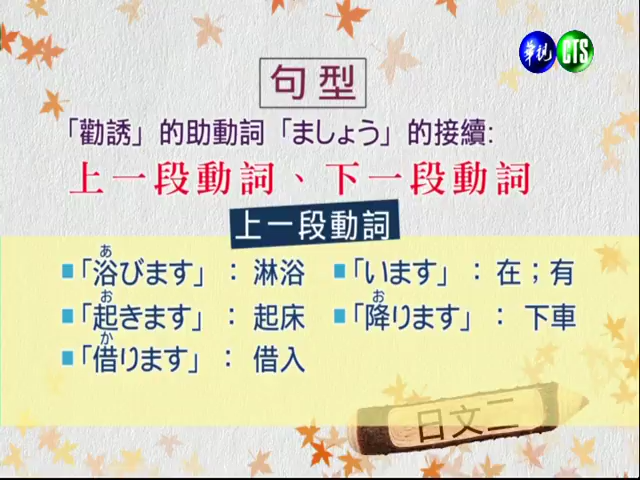 華視 CTS
句型
「勸誘」的助動詞「ましょう」的接續:
上一段動詞、下一段動詞
上一段動詞
あ
■「浴びます」： 淋浴 ■「います」： 在；有
お お
■「起きます」： 起床 ■「降ります」： 下車
か
■「借ります」： 借入
日文二